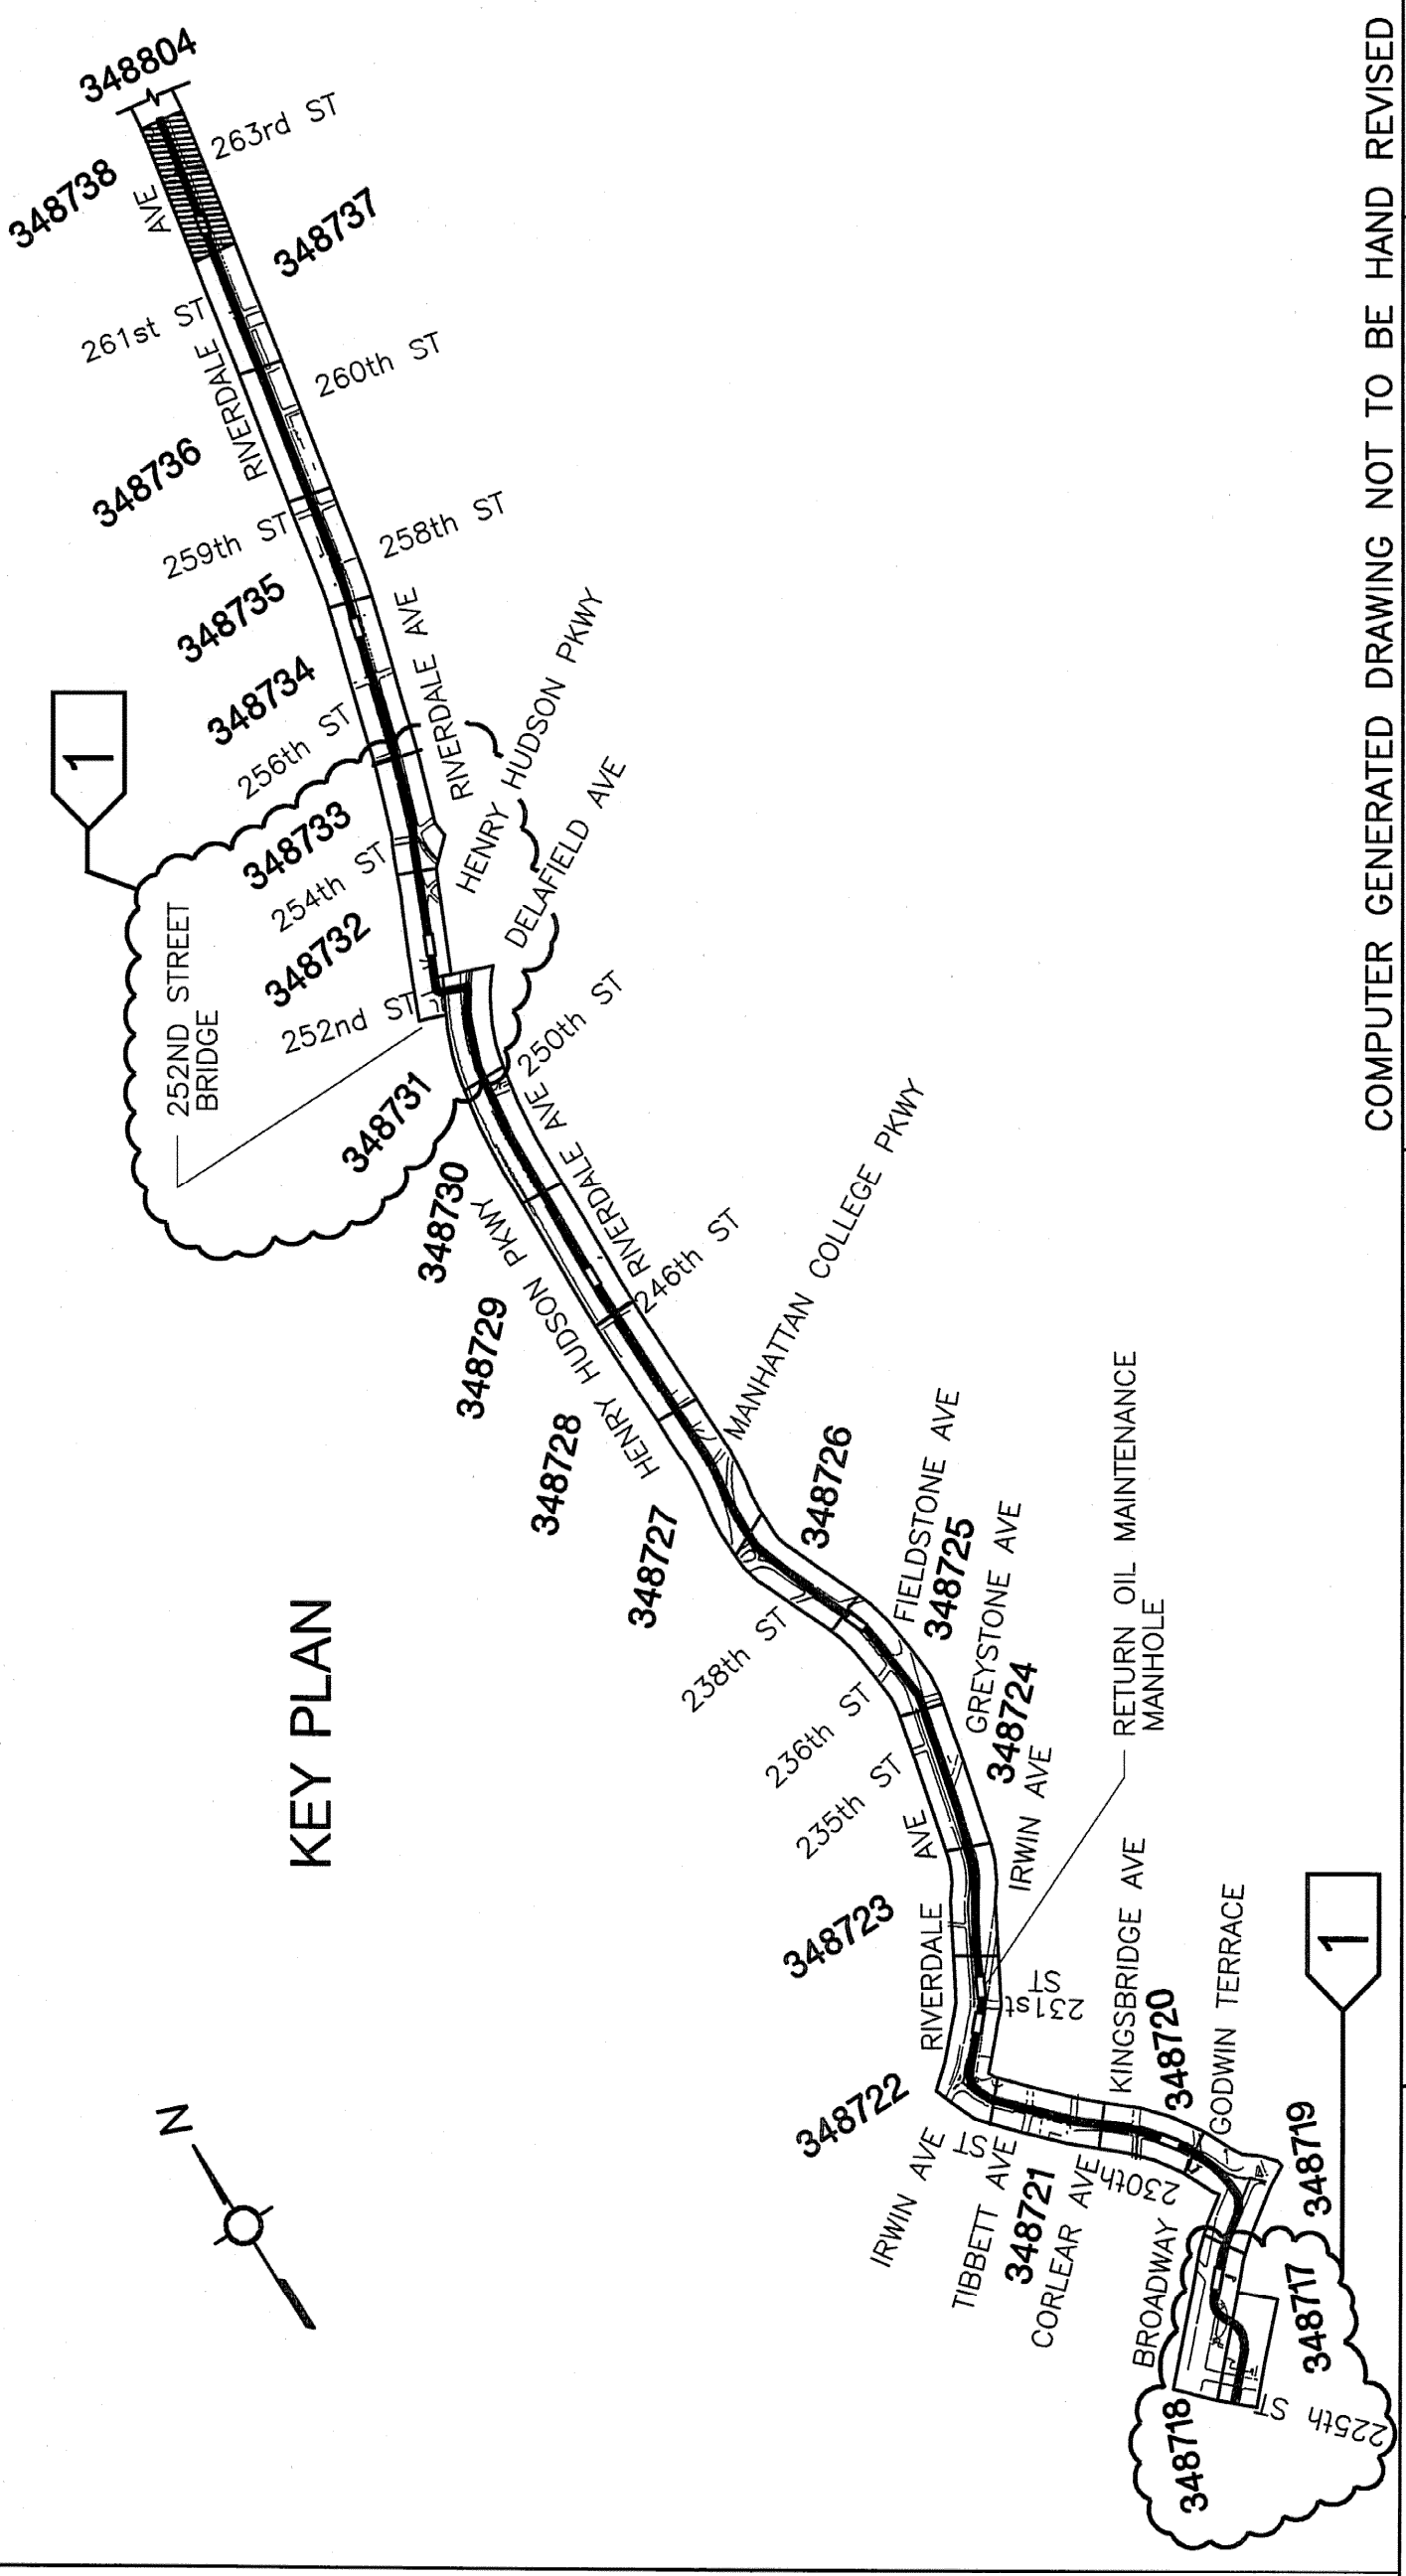 KEY PLAN
N
1
252ND STREET
BRIDGE
348804
348738
263rd ST
AVE
348737
261st ST
RIVERDALE
260th ST
348736
259th ST
258th ST
348735
348734
RIVERDALE AVE
256th ST
HENRY HUDSON PKWY
348733
254th ST
DELAFIELD AVE
348732
252nd ST
250th ST
348731
348730
RIVERDALE AVE
HENRY HUDSON PKWY
246th ST
348729
MANHATTAN COLLEGE PKWY
348728
348727
348726
238th ST
FIELDSTONE AVE
348725
236th ST
GREYSTONE AVE
348724
235th ST
IRWIN AVE
RETURN OIL MAINTENANCE
MANHOLE
RIVERDALE AVE
348723
231st
ST
348722
KINGSBRIDGE AVE
348720
GODWIN TERRACE
IRWIN AVE
TIBBETT AVE
348721
CORLEAR AVE
230th ST
348719
BROADWAY
1
348717
348718
225th ST
COMPUTER GENERATED DRAWING NOT TO BE HAND REVISED